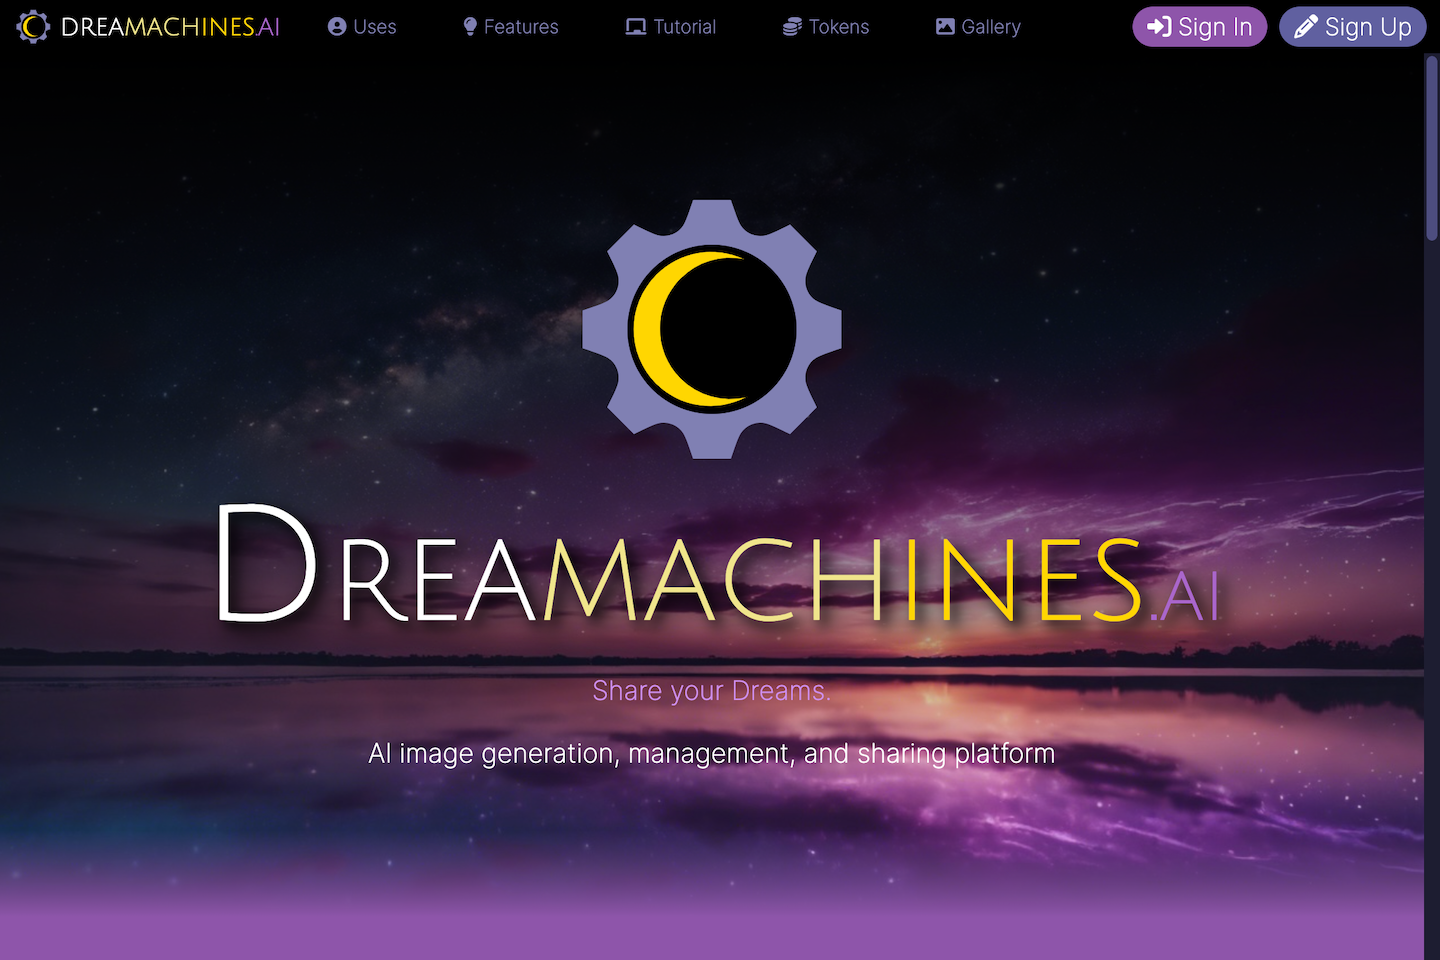 DREAMACHINES.AI
Uses
Features
Tutorial
Tokens
Gallery
Sign In
Sign Up
DREAMACHINES.AI
Share your Dreams.
AI image generation, management, and sharing platform